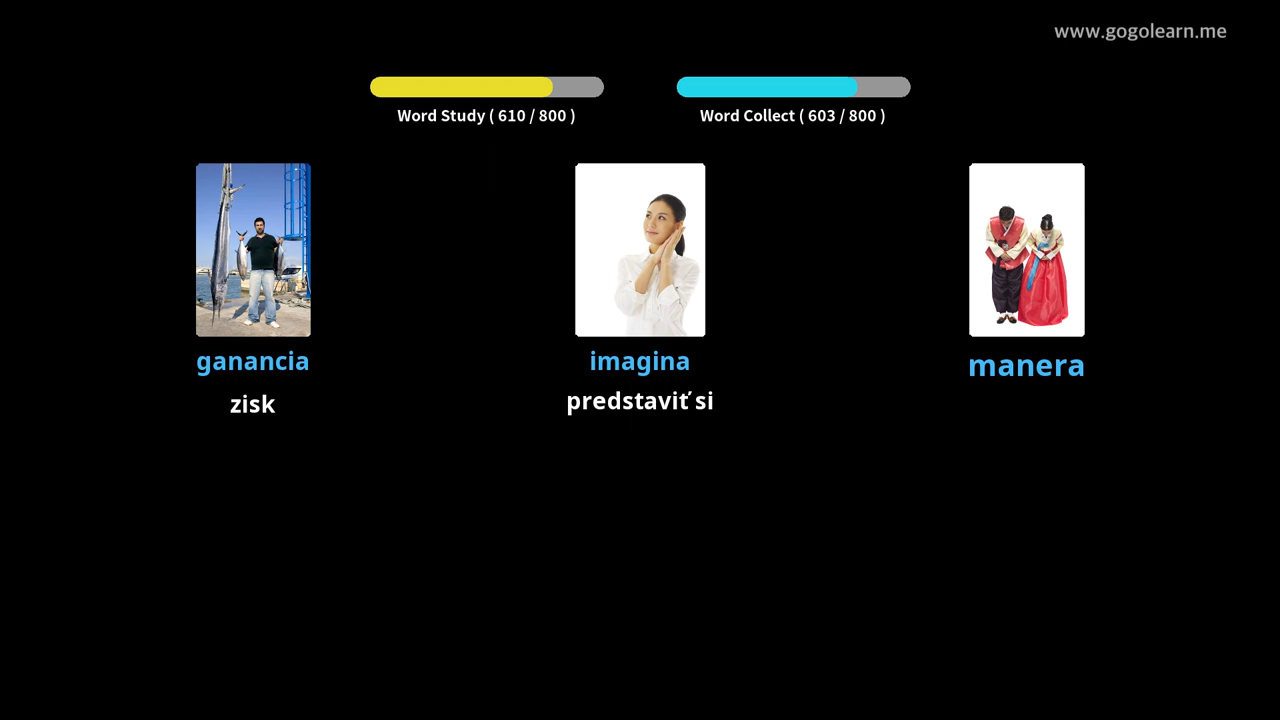 www.gogolearn.me
Word Study ( 610 / 800 )
Word Collect ( 603 / 800 )
ganancia
imagina
manera
zisk
predstaviť si